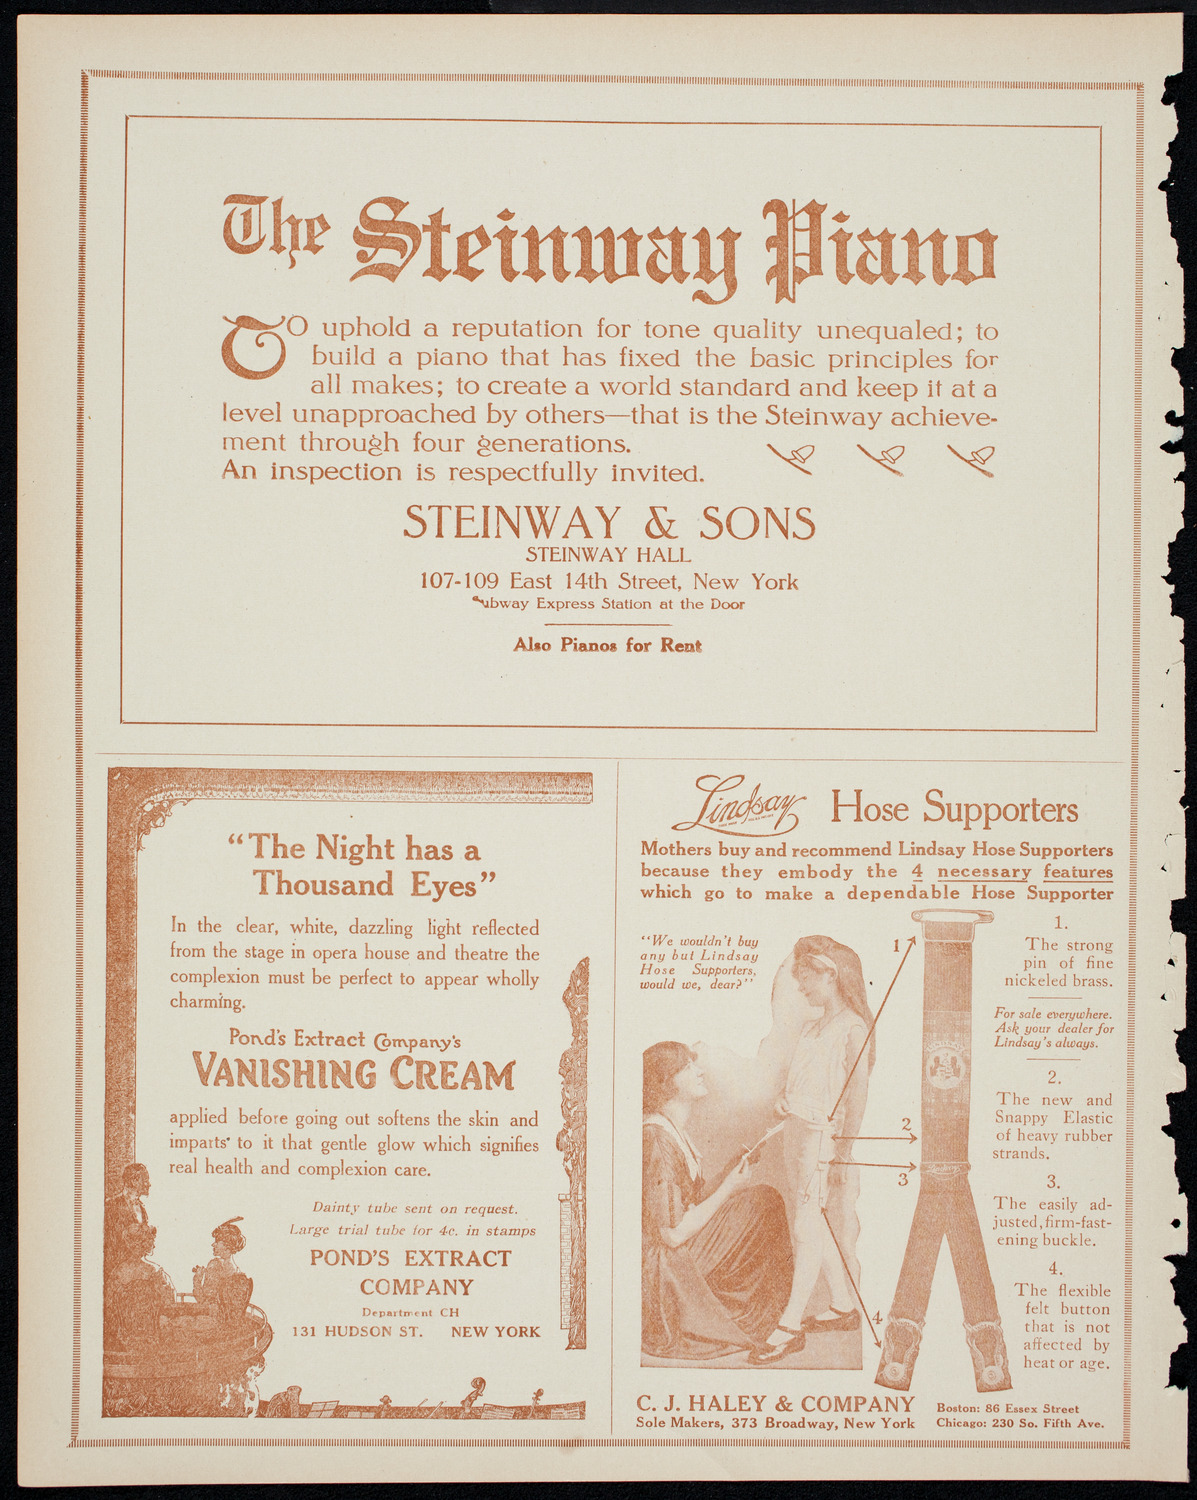 The Steinway Piano
TO uphold a reputation for tone quality unequaled; to
build a piano that has fixed the basic principles for
all makes; to create a world standard and keep it at a
level unapproached by others—that is the Steinway achieve-
ment through four generations.
An inspection is respectfully invited.
STEINWAY & SONS
STEINWAY HALL
107-109 East 14th Street, New York
Subway Express Station at the Door
Also Pianos for Rent
"The Night has a
Thousand Eyes"
In the clear, white, dazzling light reflected
from the stage in opera house and theatre the
complexion must be perfect to appear wholly
charming.
Pond's Extract Company's
VANISHING CREAM
applied before going out softens the skin and
imparts to it that gentle glow which signifies
real health and complexion care.
Dainty tube sent on request.
Large trial tube for 4c. in stamps
POND'S EXTRACT
COMPANY
Department CH
131 HUDSON ST. NEW YORK
Lindsay Hose Supporters
Mothers buy and recommend Lindsay Hose Supporters
because they embody the 4 necessary features
which go to make a dependable Hose Supporter
"We wouldn't buy
any but Lindsay
Hose Supporters,
would we, dear?"
1
2
3
4
1.
The strong
pin of fine
nickeled brass.
For sale everywhere.
Ask your dealer for
Lindsay's always.
2.
The new and
Snappy Elastic
of heavy rubber
strands.
3.
The easily ad-
justed, firm-fast-
ening buckle.
4.
The flexible
felt button
that is not
affected by
heat or age.
C. J. HALEY & COMPANY
Sole Makers, 373 Broadway, New York
Boston: 86 Essex Street
Chicago: 230 So. Fifth Ave.